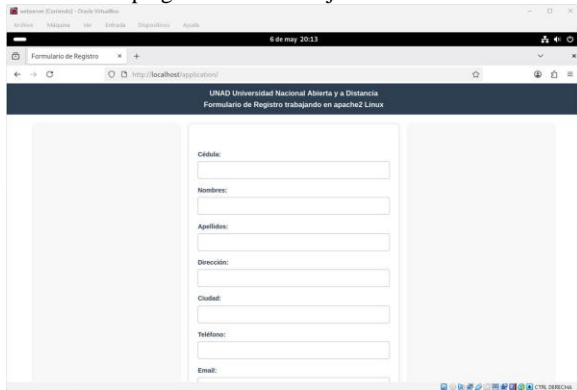 webserver [Corriendo] - Oracle VirtualBox
Archivo Máquina Ver Entrada Dispositivos Ayuda
6 de may 20:13
Formulario de Registro
http://localhost/application/
UNAD Universidad Nacional Abierta y a Distancia
Formulario de Registro trabajando en apache2 Linux
Cédula:
Nombres:
Apellidos:
Dirección:
Ciudad:
Teléfono:
Email:
CTRL DERECHA